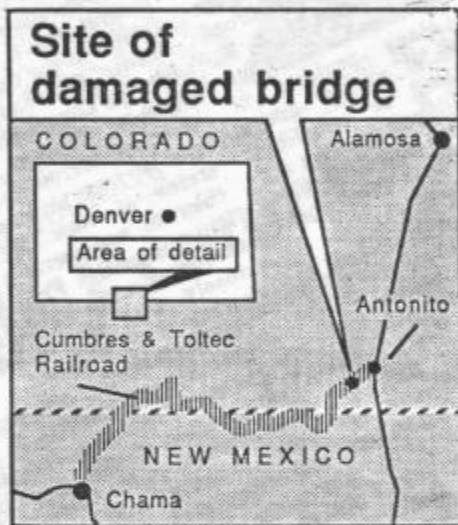 Site of
damaged bridge
COLORADO
Alamosa
Denver
Area of detail
Antonito
Cumbres & Toltec
Railroad
NEW MEXICO
Chama